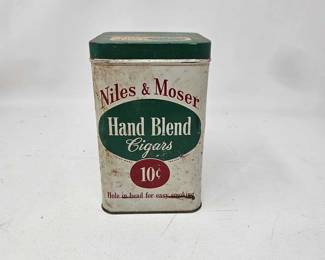 Niles & Moser
Hand Blend
Cigars
10¢
Hole in head for easy smoking